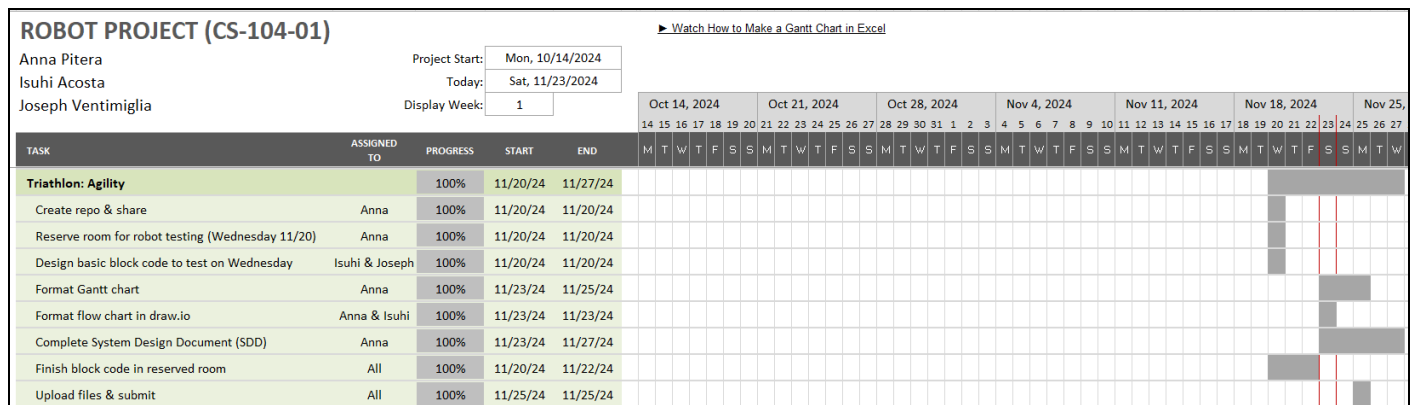 ROBOT PROJECT (CS-104-01)
► Watch How to Make a Gantt Chart in Excel
Anna Pitera
Project Start: Mon, 10/14/2024
Isuhi Acosta
Today: Sat, 11/23/2024
Joseph Ventimiglia
Display Week: 1
Oct 14, 2024 Oct 21, 2024 Oct 28, 2024 Nov 4, 2024 Nov 11, 2024 Nov 18, 2024 Nov 25,
14 15 16 17 18 19 20 21 22 23 24 25 26 27 28 29 30 31 1 2 3 4 5 6 7 8 9 10 11 12 13 14 15 16 17 18 19 20 21 22 23 24 25 26 27
TASK ASSIGNED TO PROGRESS START END M T W T F S S M T W T F S S M T W T F S S M T W T F S S M T W T F S S M T W T F S S M T W
Triathlon: Agility 100% 11/20/24 11/27/24
Create repo & share Anna 100% 11/20/24 11/20/24
Reserve room for robot testing (Wednesday 11/20) Anna 100% 11/20/24 11/20/24
Design basic block code to test on Wednesday Isuhi & Joseph 100% 11/20/24 11/20/24
Format Gantt chart Anna 100% 11/23/24 11/25/24
Format flow chart in draw.io Anna & Isuhi 100% 11/23/24 11/23/24
Complete System Design Document (SDD) Anna 100% 11/23/24 11/27/24
Finish block code in reserved room All 100% 11/20/24 11/22/24
Upload files & submit All 100% 11/25/24 11/25/24